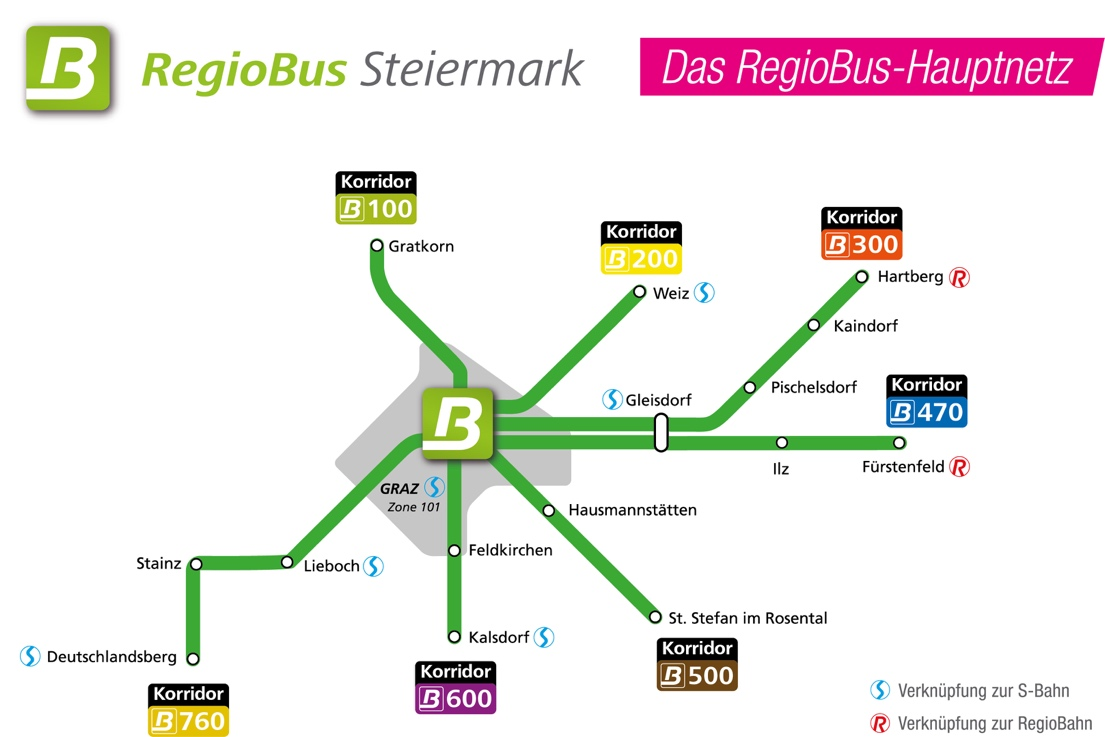 B RegioBus Steiermark
Das RegioBus-Hauptnetz
Korridor
B 100
Gratkorn
Korridor
B 200
Weiz S
Korridor
B 300
Hartberg R
Kaindorf
Pischelsdorf
S Gleisdorf
Korridor
B 470
Ilz
Fürstenfeld R
B
GRAZ S
Zone 101
Hausmannstätten
Feldkirchen
Stainz
Lieboch S
St. Stefan im Rosental
Kalsdorf S
S Deutschlandsberg
Korridor
B 500
Korridor
B 600
Korridor
B 760
S Verknüpfung zur S-Bahn
R Verknüpfung zur RegioBahn